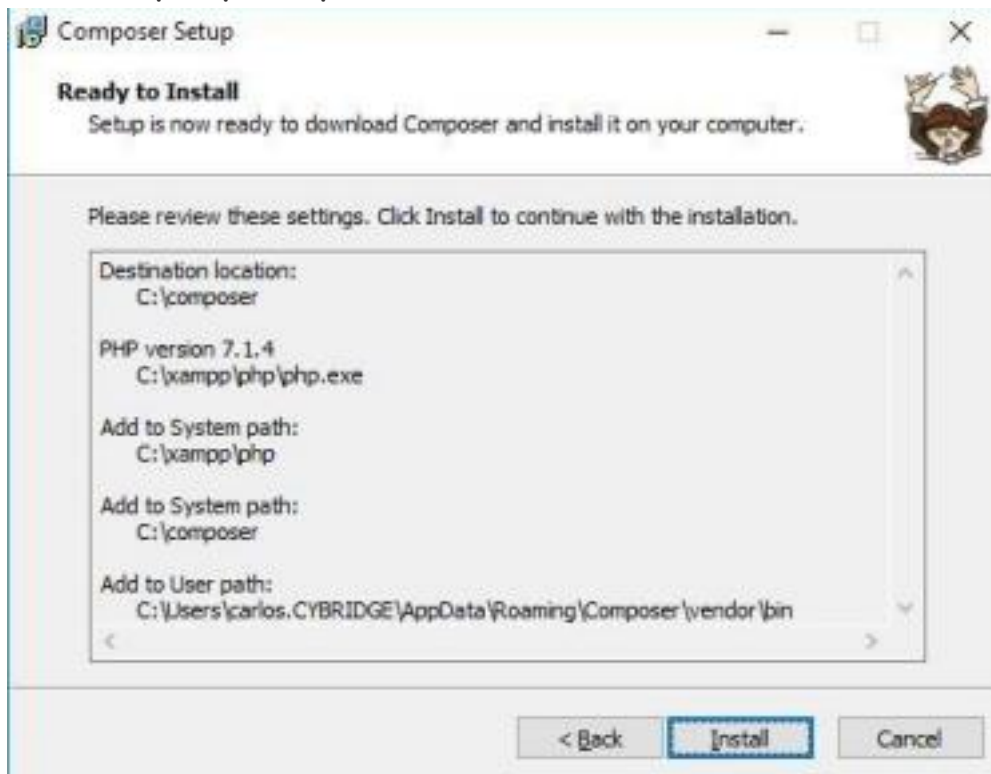 Composer Setup
Ready to Install
Setup is now ready to download Composer and install it on your computer.
Please review these settings. Click Install to continue with the installation.
Destination location:
C:\composer
PHP version 7.1.4
C:\xampp\php\php.exe
Add to System path:
C:\xampp\php
Add to System path:
C:\composer
Add to User path:
C:\Users\carlos.CYBRIDGE\AppData\Roaming\Composer\vendor\bin
< Back Install Cancel